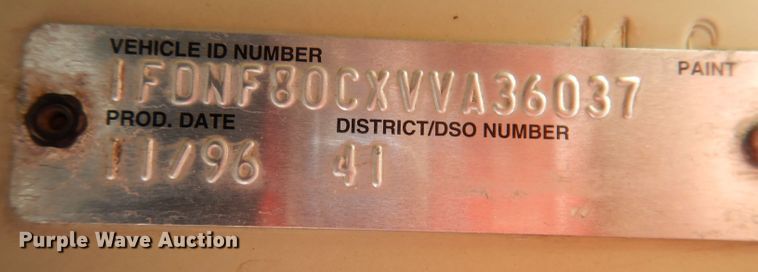 VEHICLE ID NUMBER
1FDNF80CXVVA36037
PAINT
PROD. DATE
DISTRICT/DSO NUMBER
11/96
41
Purple Wave Auction